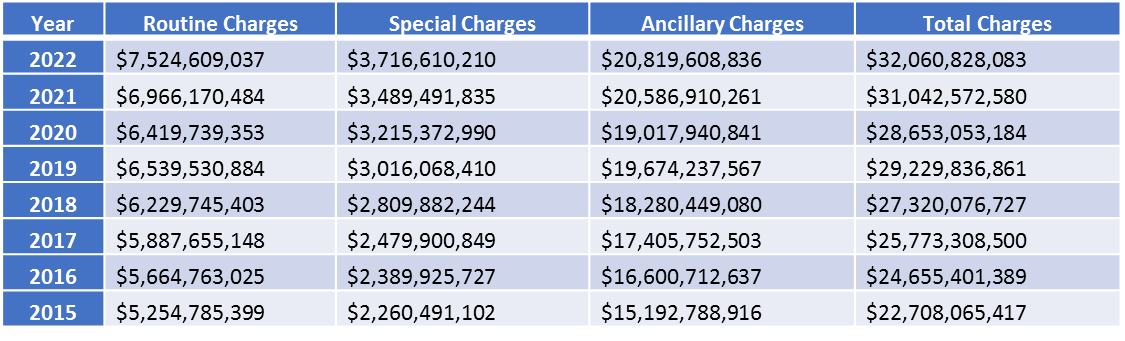 Year Routine Charges Special Charges Ancillary Charges Total Charges
2022 $7,524,609,037 $3,716,610,210 $20,819,608,836 $32,060,828,083
2021 $6,966,170,484 $3,489,491,835 $20,586,910,261 $31,042,572,580
2020 $6,419,739,353 $3,215,372,990 $19,017,940,841 $28,653,053,184
2019 $6,539,530,884 $3,016,068,410 $19,674,237,567 $29,229,836,861
2018 $6,229,745,403 $2,809,882,244 $18,280,449,080 $27,320,076,727
2017 $5,887,655,148 $2,479,900,849 $17,405,752,503 $25,773,308,500
2016 $5,664,763,025 $2,389,925,727 $16,600,712,637 $24,655,401,389
2015 $5,254,785,399 $2,260,491,102 $15,192,788,916 $22,708,065,417